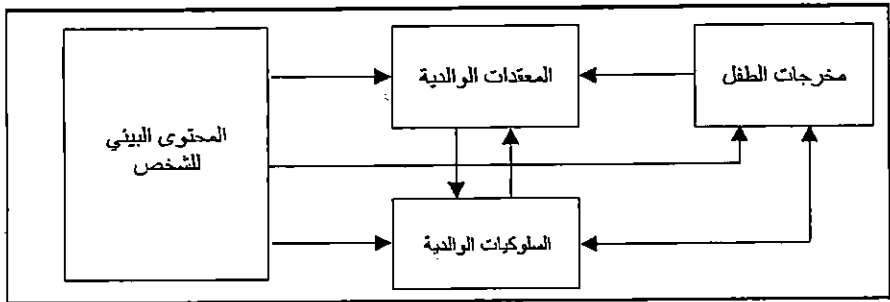 المعتقدات الوالدية
مخرجات الطفل
المحتوى البيئي
للشخص
السلوكيات الوالدية